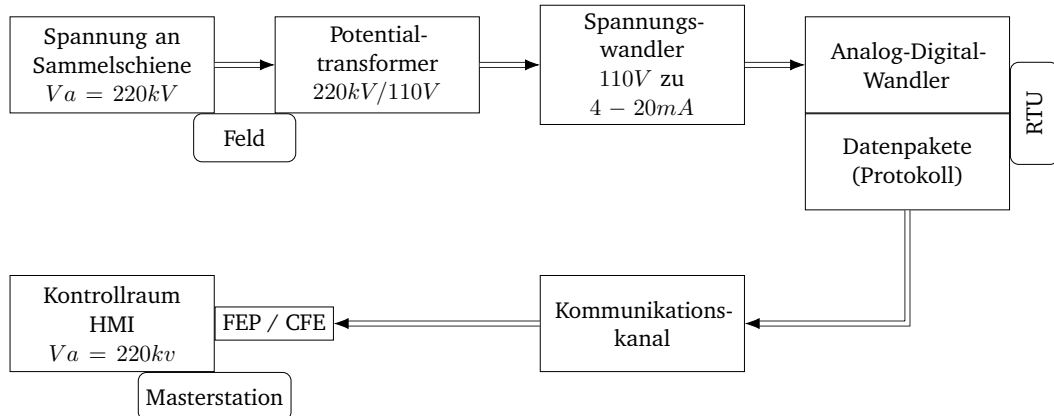 Spannung an
Sammelschiene
Va = 220kV
Feld
Potential-
transformer
220kV/110V
Spannungs-
wandler
110V zu
4 − 20mA
Analog-Digital-
Wandler
Datenpakete
(Protokoll)
RTU
Kontrollraum
HMI
Va = 220kv
FEP / CFE
Masterstation
Kommunikations-
kanal